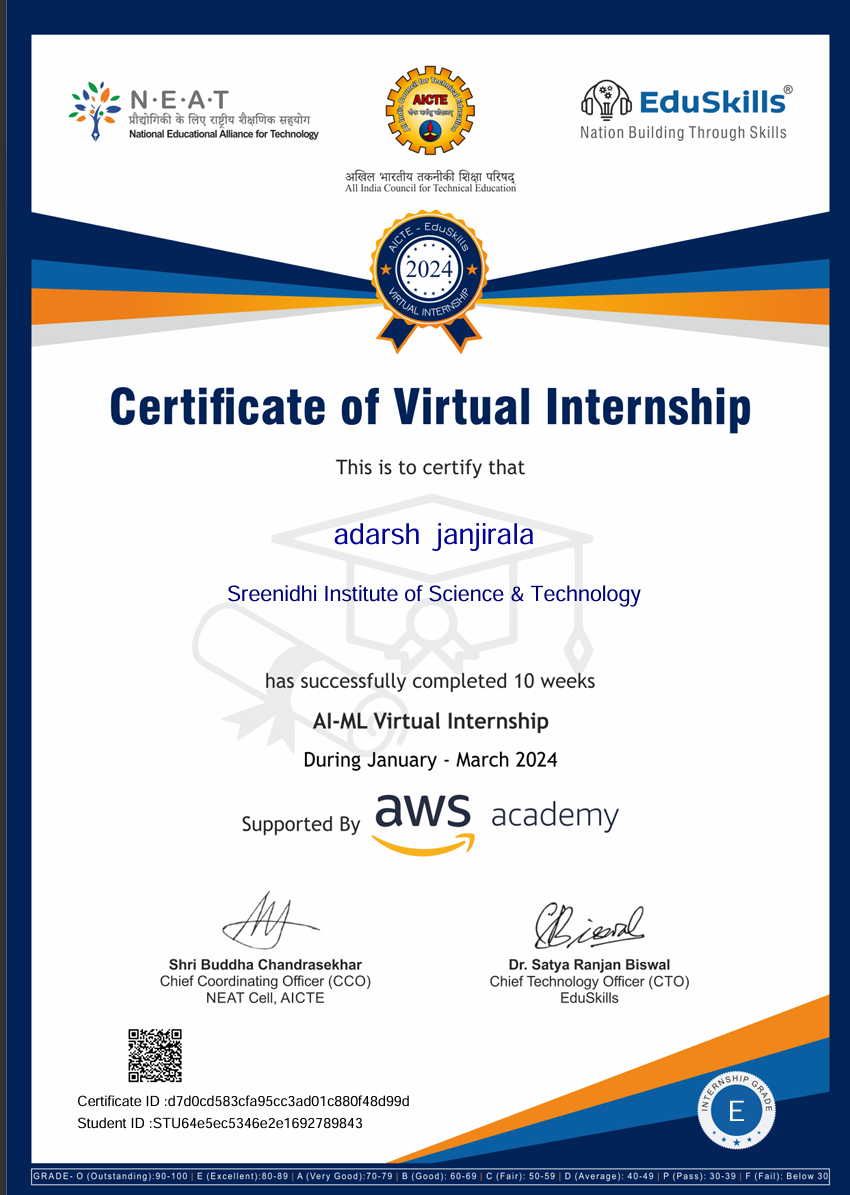 N·E·A·T
प्रौद्योगिकी के लिए राष्ट्रीय शैक्षणिक सहयोग
National Educational Alliance for Technology
All India Council for Technical Education
AICTE
अखिल भारतीय तकनीकी शिक्षा परिषद्
All India Council for Technical Education
EduSkills®
Nation Building Through Skills
AICTE - EduSkills
2024
VIRTUAL INTERNSHIP
Certificate of Virtual Internship
This is to certify that
adarsh janjirala
Sreenidhi Institute of Science & Technology
has successfully completed 10 weeks
AI-ML Virtual Internship
During January - March 2024
Supported By aws academy
Biswal
Shri Buddha Chandrasekhar
Chief Coordinating Officer (CCO)
NEAT Cell, AICTE
Dr. Satya Ranjan Biswal
Chief Technology Officer (CTO)
EduSkills
Certificate ID :d7d0cd583cfa95cc3ad01c880f48d99d
Student ID :STU64e5ec5346e2e1692789843
INTERNSHIP GRADE
E
GRADE- O (Outstanding):90-100 | E (Excellent):80-89 | A (Very Good):70-79 | B (Good): 60-69 | C (Fair): 50-59 | D (Average): 40-49 | P (Pass): 30-39 | F (Fail): Below 30